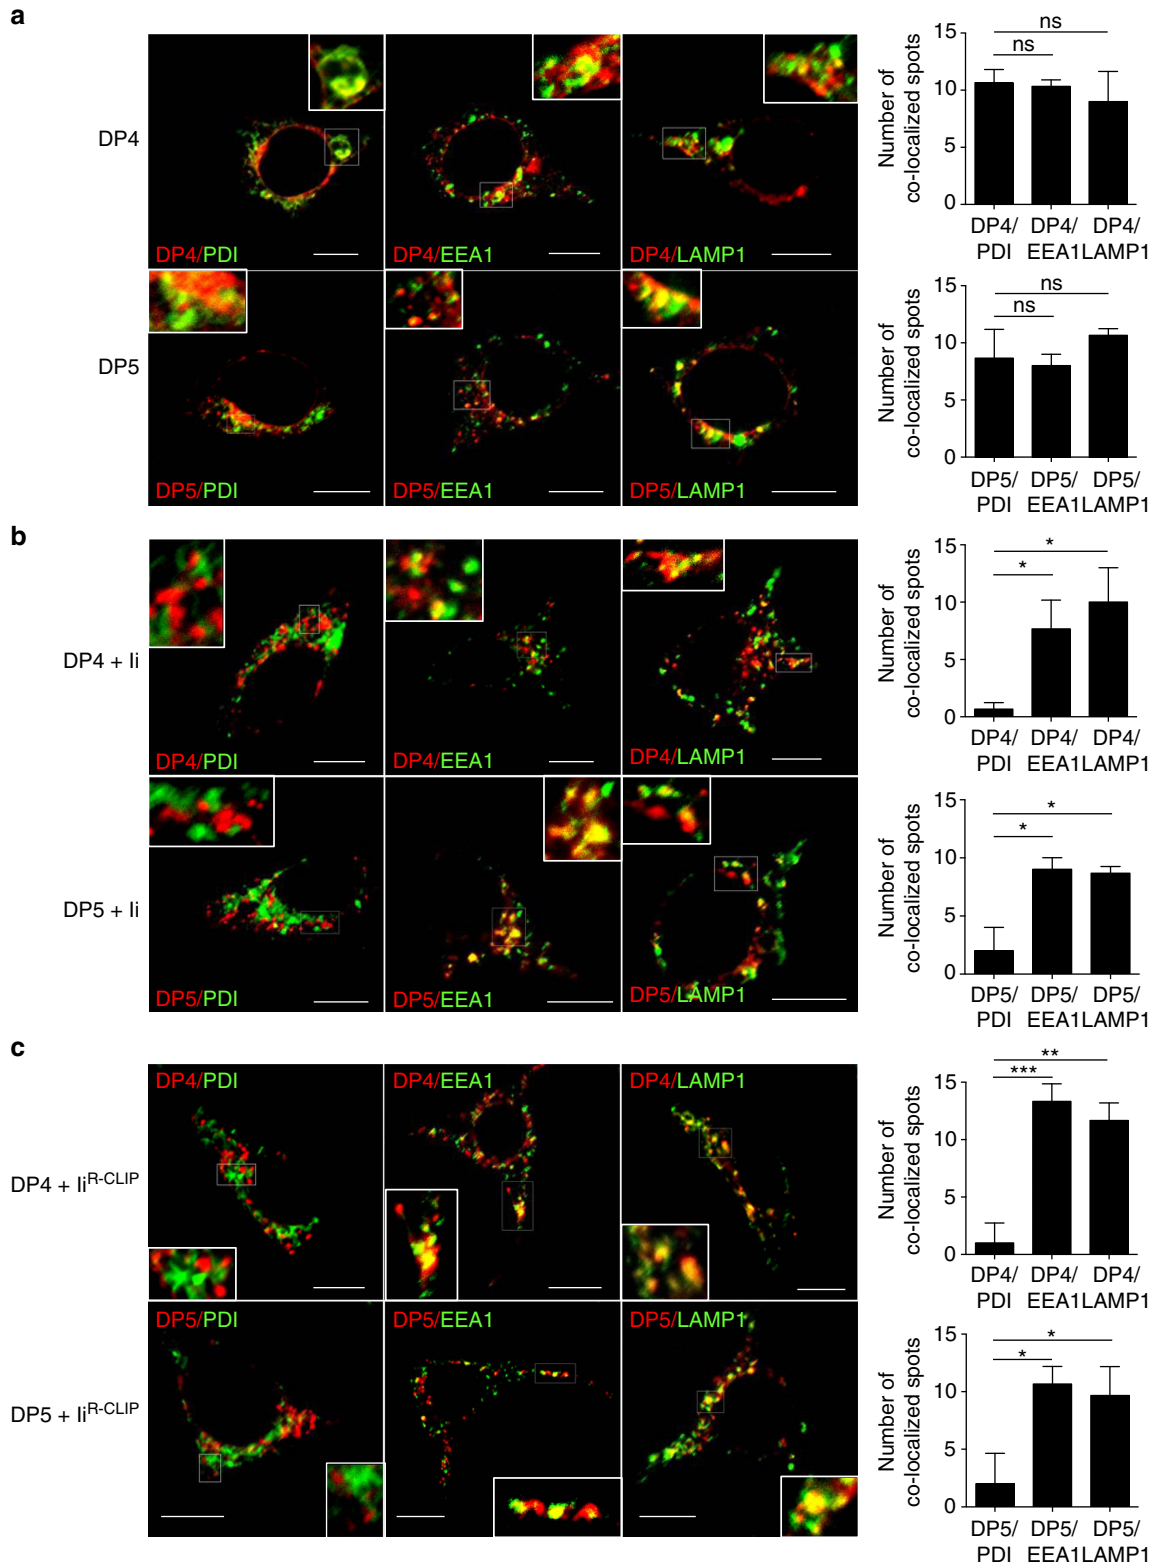 a
DP4
DP4/PDI
DP4/EEA1
DP4/LAMP1
Number of
co-localized spots
15
10
5
0
ns
ns
DP4/
PDI
DP4/
EEA1
DP4/
LAMP1
DP5
DP5/PDI
DP5/EEA1
DP5/LAMP1
Number of
co-localized spots
15
10
5
0
ns
ns
DP5/
PDI
DP5/
EEA1
DP5/
LAMP1
b
DP4 + Ii
DP4/PDI
DP4/EEA1
DP4/LAMP1
Number of
co-localized spots
15
10
5
0
*
*
DP4/
PDI
DP4/
EEA1
DP4/
LAMP1
DP5 + Ii
DP5/PDI
DP5/EEA1
DP5/LAMP1
Number of
co-localized spots
15
10
5
0
*
*
DP5/
PDI
DP5/
EEA1
DP5/
LAMP1
c
DP4 + Ii^R-CLIP
DP4/PDI
DP4/EEA1
DP4/LAMP1
Number of
co-localized spots
15
10
5
0
**
***
DP4/
PDI
DP4/
EEA1
DP4/
LAMP1
DP5 + Ii^R-CLIP
DP5/PDI
DP5/EEA1
DP5/LAMP1
Number of
co-localized spots
15
10
5
0
*
*
DP5/
PDI
DP5/
EEA1
DP5/
LAMP1